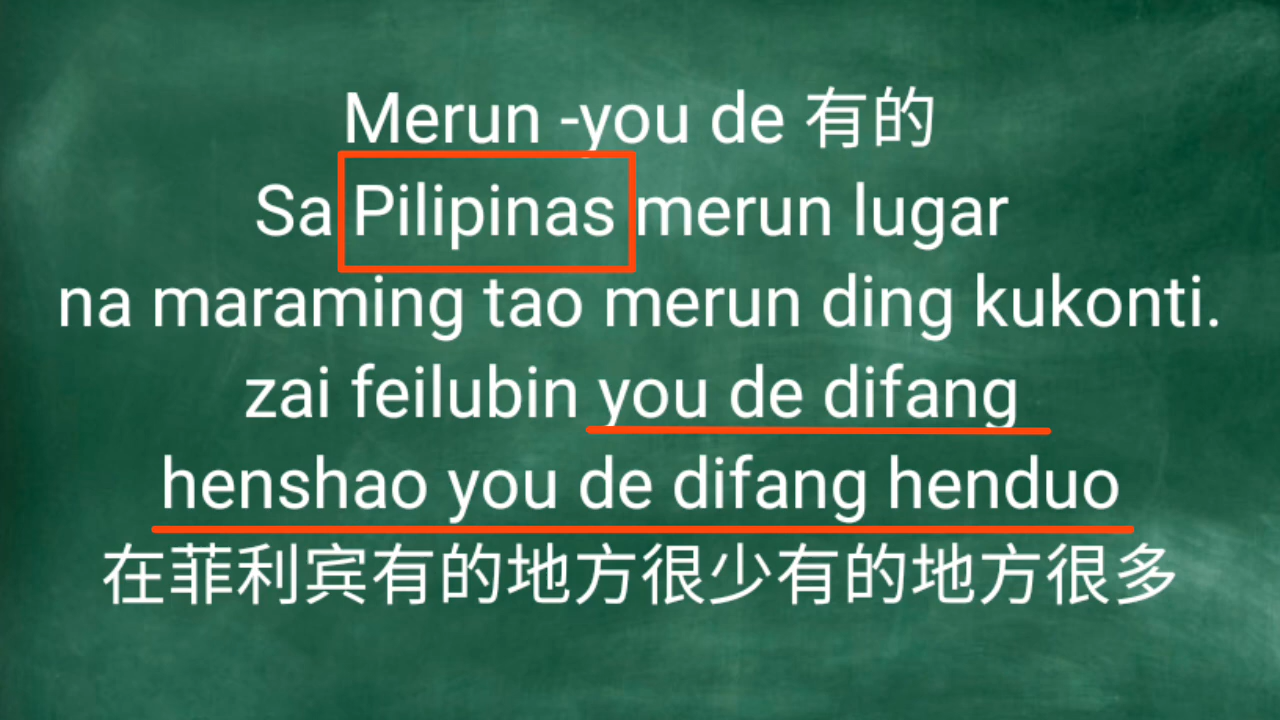 Merun -you de 有的
Sa Pilipinas merun lugar
na maraming tao merun ding kukonti.
zai feilubin you de difang
henshao you de difang henduo
在菲利宾有的地方很少有的地方很多